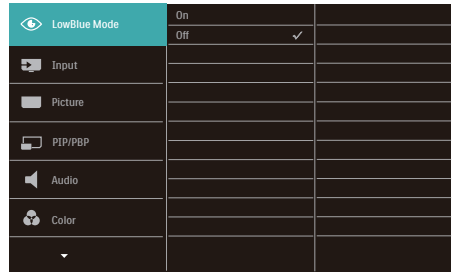 LowBlue Mode
On
Off
Input
Picture
PIP/PBP
Audio
Color